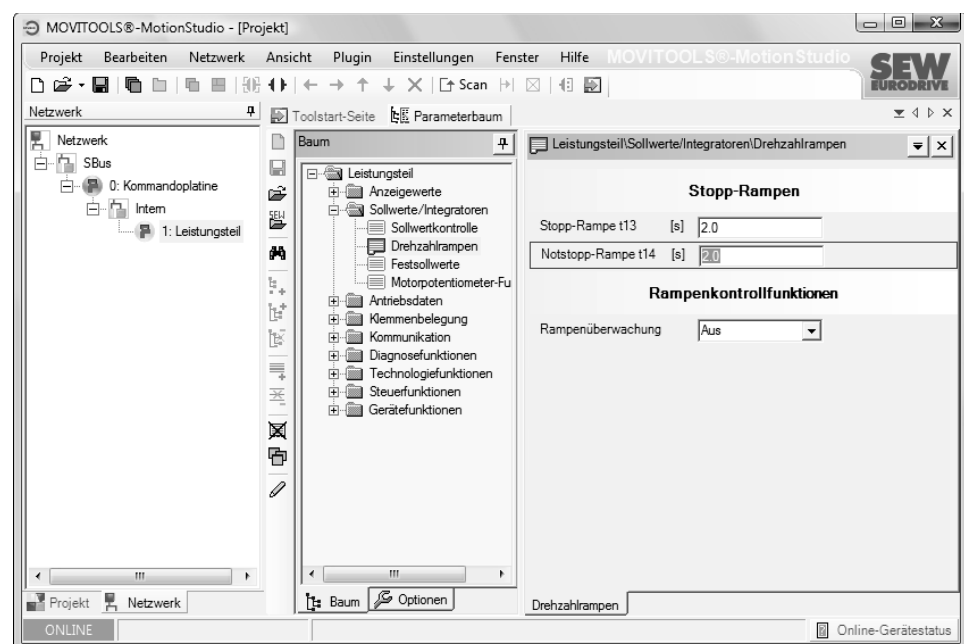 MOVITOOLS®-MotionStudio - [Projekt]
Projekt Bearbeiten Netzwerk Ansicht Plugin Einstellungen Fenster Hilfe MOVITOOLS®-MotionStudio
SEW
EURODRIVE
Scan
Netzwerk
Toolstart-Seite Parameterbaum
Netzwerk
SBus
0: Kommandoplatine
Intern
1: Leistungsteil
SEW
Baum
Leistungsteil
Anzeigewerte
Sollwerte/Integratoren
Sollwertkontrolle
Drehzahlrampen
Festsollwerte
Motorpotentiometer-Fu
Antriebsdaten
Klemmenbelegung
Kommunikation
Diagnosefunktionen
Technologiefunktionen
Steuerfunktionen
Gerätefunktionen
Leistungsteil\Sollwerte/Integratoren\Drehzahlrampen
Stopp-Rampen
Stopp-Rampe t13 [s] 2.0
Notstopp-Rampe t14 [s] 2.0
Rampenkontrollfunktionen
Rampenüberwachung Aus
Projekt Netzwerk
Baum Optionen
Drehzahlrampen
ONLINE
Online-Gerätestatus